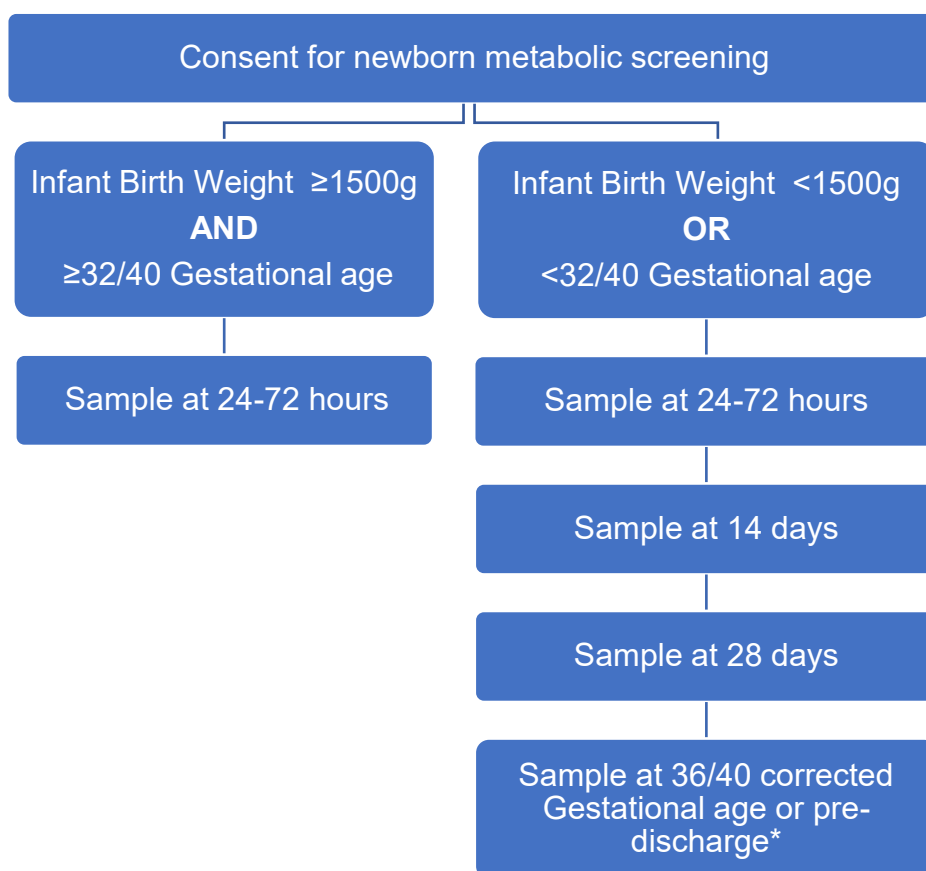 Consent for newborn metabolic screening
Infant Birth Weight ≥1500g
AND
≥32/40 Gestational age
Infant Birth Weight <1500g
OR
<32/40 Gestational age
Sample at 24-72 hours
Sample at 24-72 hours
Sample at 14 days
Sample at 28 days
Sample at 36/40 corrected
Gestational age or pre-
discharge*